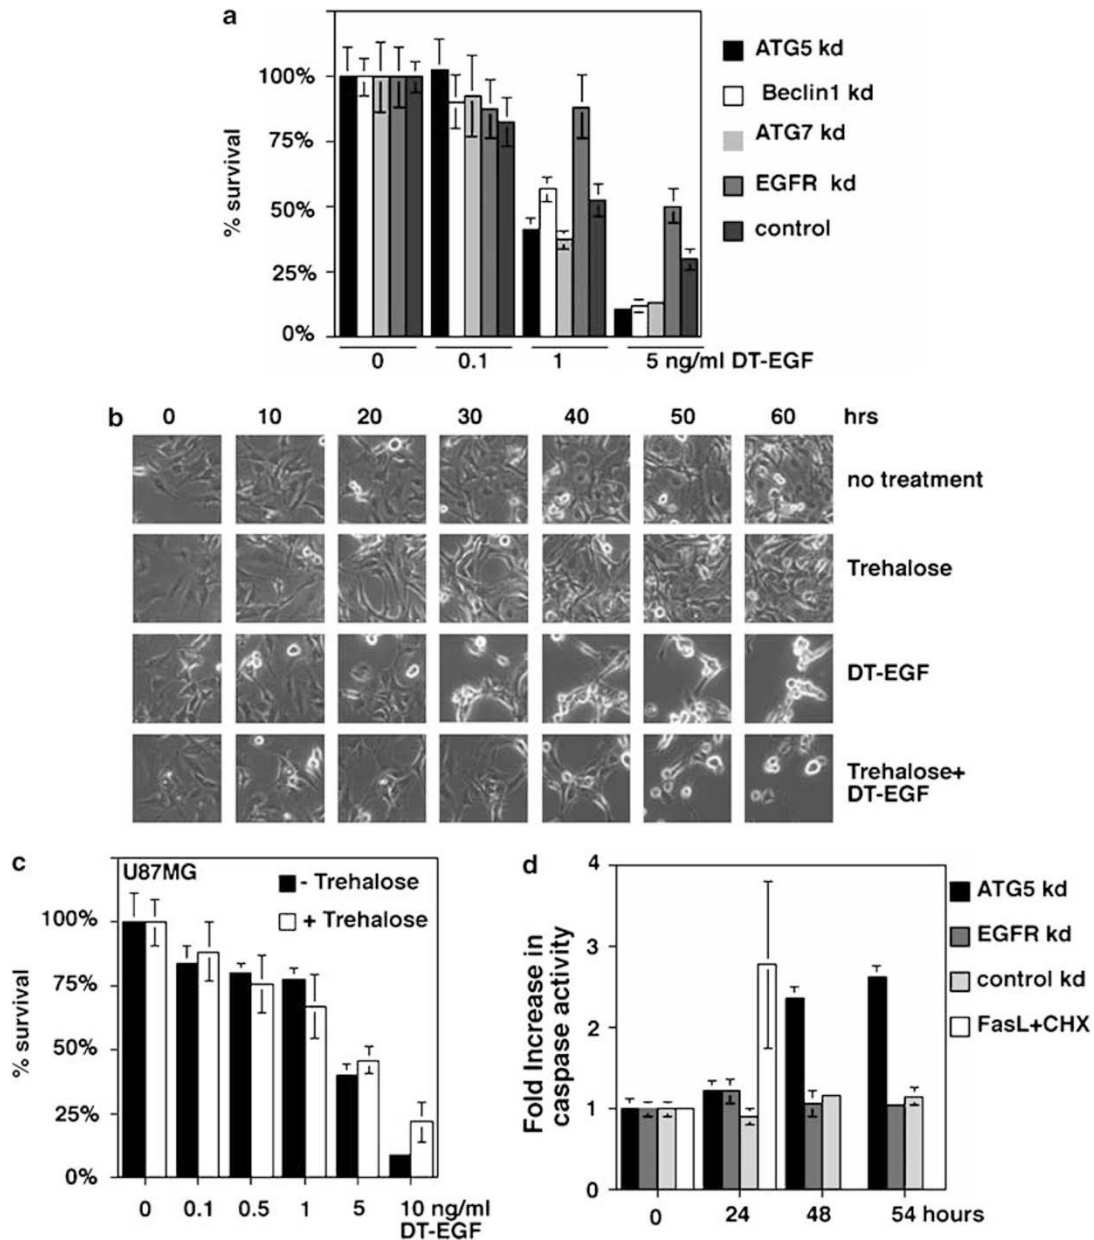 a
% survival
100%
75%
50%
25%
0%
0 0.1 1 5 ng/ml DT-EGF
ATG5 kd
Beclin1 kd
ATG7 kd
EGFR kd
control
b 0 10 20 30 40 50 60 hrs
no treatment
Trehalose
DT-EGF
Trehalose+
DT-EGF
c
U87MG
- Trehalose
+ Trehalose
% survival
100%
75%
50%
25%
0%
0 0.1 0.5 1 5 10 ng/ml
DT-EGF
d
Fold Increase in
caspase activity
4
3
2
1
0
0 24 48 54 hours
ATG5 kd
EGFR kd
control kd
FasL+CHX